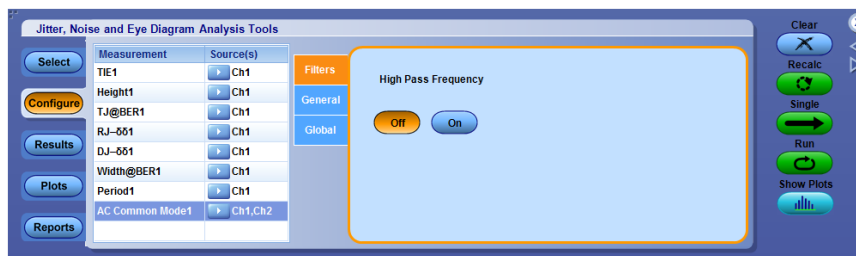 Jitter, Noise and Eye Diagram Analysis Tools
Select
Configure
Results
Plots
Reports
Measurement Source(s)
TIE1 Ch1
Height1 Ch1
TJ@BER1 Ch1
RJ–δδ1 Ch1
DJ–δδ1 Ch1
Width@BER1 Ch1
Period1 Ch1
AC Common Mode1 Ch1,Ch2
Filters
General
Global
High Pass Frequency
Off On
Clear
Recalc
Single
Run
Show Plots